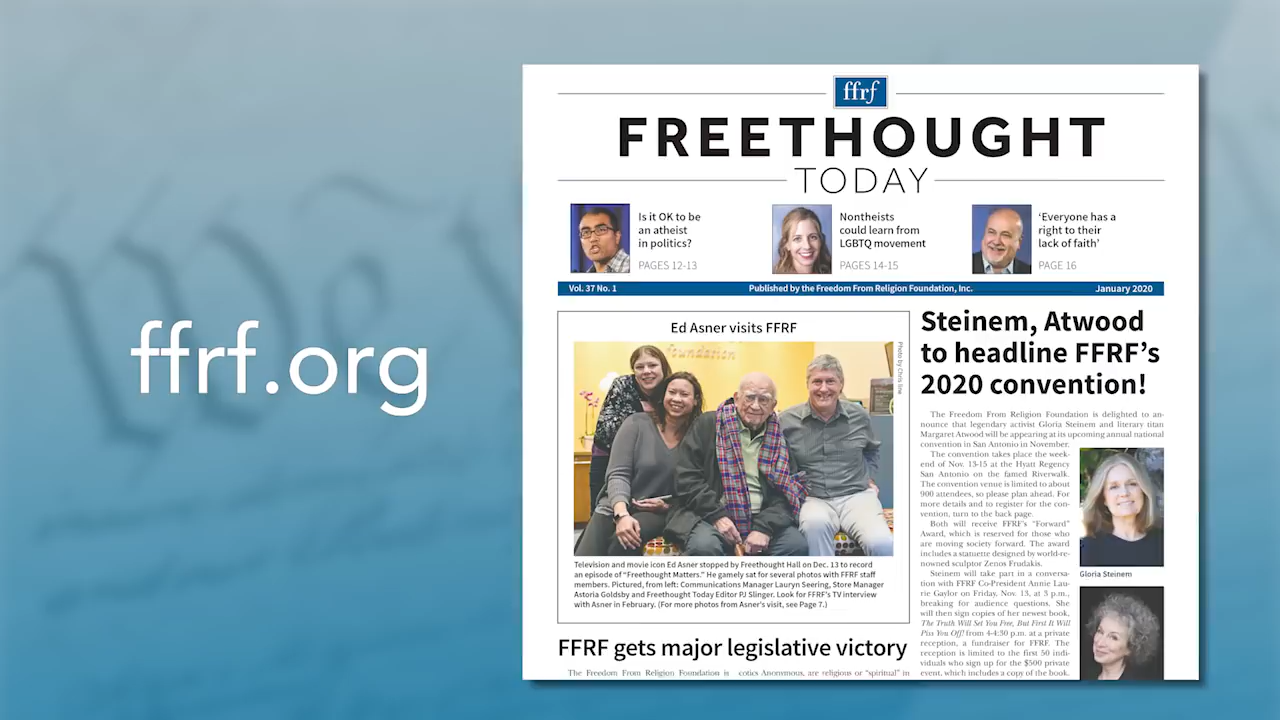 ffrf.org
ffrf
FREETHOUGHT
TODAY
Is it OK to be
an atheist
in politics?
PAGES 12-13
Nontheists
could learn from
LGBTQ movement
PAGES 14-15
‘Everyone has a
right to their
lack of faith’
PAGE 16
Vol. 37 No. 1 Published by the Freedom From Religion Foundation, Inc. January 2020
Ed Asner visits FFRF
foundation
Photo by Chris line
Television and movie icon Ed Asner stopped by Freethought Hall on Dec. 13 to record
an episode of “Freethought Matters.” He gamely sat for several photos with FFRF staff
members. Pictured, from left: Communications Manager Lauryn Seering, Store Manager
Astoria Goldsby and Freethought Today Editor PJ Slinger. Look for FFRF’s TV interview
with Asner in February. (For more photos from Asner’s visit, see Page 7.)
FFRF gets major legislative victory
The Freedom From Religion Foundation is
cotics Anonymous, are religious or “spiritual” in
Steinem, Atwood
to headline FFRF’s
2020 convention!
The Freedom From Religion Foundation is delighted to an-
nounce that legendary activist Gloria Steinem and literary titan
Margaret Atwood will be appearing at its upcoming annual national
convention in San Antonio in November.
The convention takes place the week-
end of Nov. 13-15 at the Hyatt Regency
San Antonio on the famed Riverwalk.
The convention venue is limited to about
900 attendees, so please plan ahead. For
more details and to register for the con-
vention, turn to the back page.
Both will receive FFRF’s “Forward”
Award, which is reserved for those who
are moving society forward. The award
includes a statuette designed by world-re-
nowned sculptor Zenos Frudakis.
Steinem will take part in a conversa-
tion with FFRF Co-President Annie Lau-
rie Gaylor on Friday, Nov. 13, at 3 p.m.,
breaking for audience questions. She
will then sign copies of her newest book,
The Truth Will Set You Free, But First It Will
Piss You Off! from 4-4:30 p.m. at a private
reception, a fundraiser for FFRF. The
reception is limited to the first 50 indi-
viduals who sign up for the $500 private
event, which includes a copy of the book.
Gloria Steinem